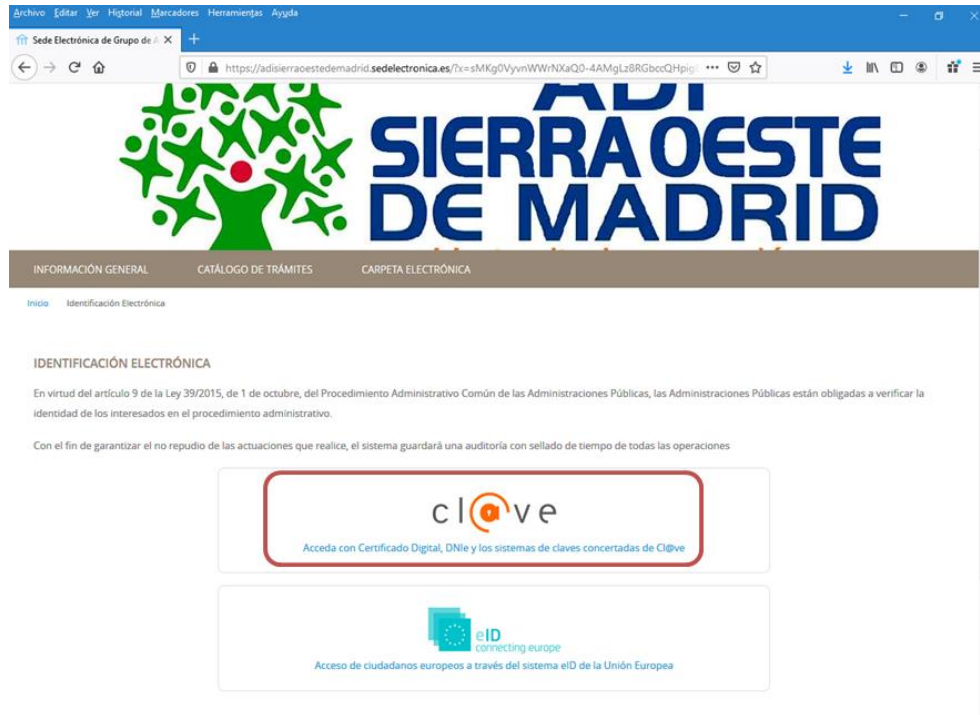 Archivo Editar Ver Historial Marcadores Herramientas Ayuda
Sede Electrónica de Grupo de A
https://adisierraoestedemadrid.sedelectronica.es/?x=sMKg0VyvnWWrNXaQ0-4AMgLz8RGbccQHpig
ADI
SIERRA OESTE
DE MADRID
INFORMACIÓN GENERAL CATÁLOGO DE TRÁMITES CARPETA ELECTRÓNICA
Inicio Identificación Electrónica
IDENTIFICACIÓN ELECTRÓNICA
En virtud del artículo 9 de la Ley 39/2015, de 1 de octubre, del Procedimiento Administrativo Común de las Administraciones Públicas, las Administraciones Públicas están obligadas a verificar la
identidad de los interesados en el procedimiento administrativo.
Con el fin de garantizar el no repudio de las actuaciones que realice, el sistema guardará una auditoría con sellado de tiempo de todas las operaciones
cl@ve
Acceda con Certificado Digital, DNIe y los sistemas de claves concertadas de Cl@ve
eID
connecting europe
Acceso de ciudadanos europeos a través del sistema eID de la Unión Europea